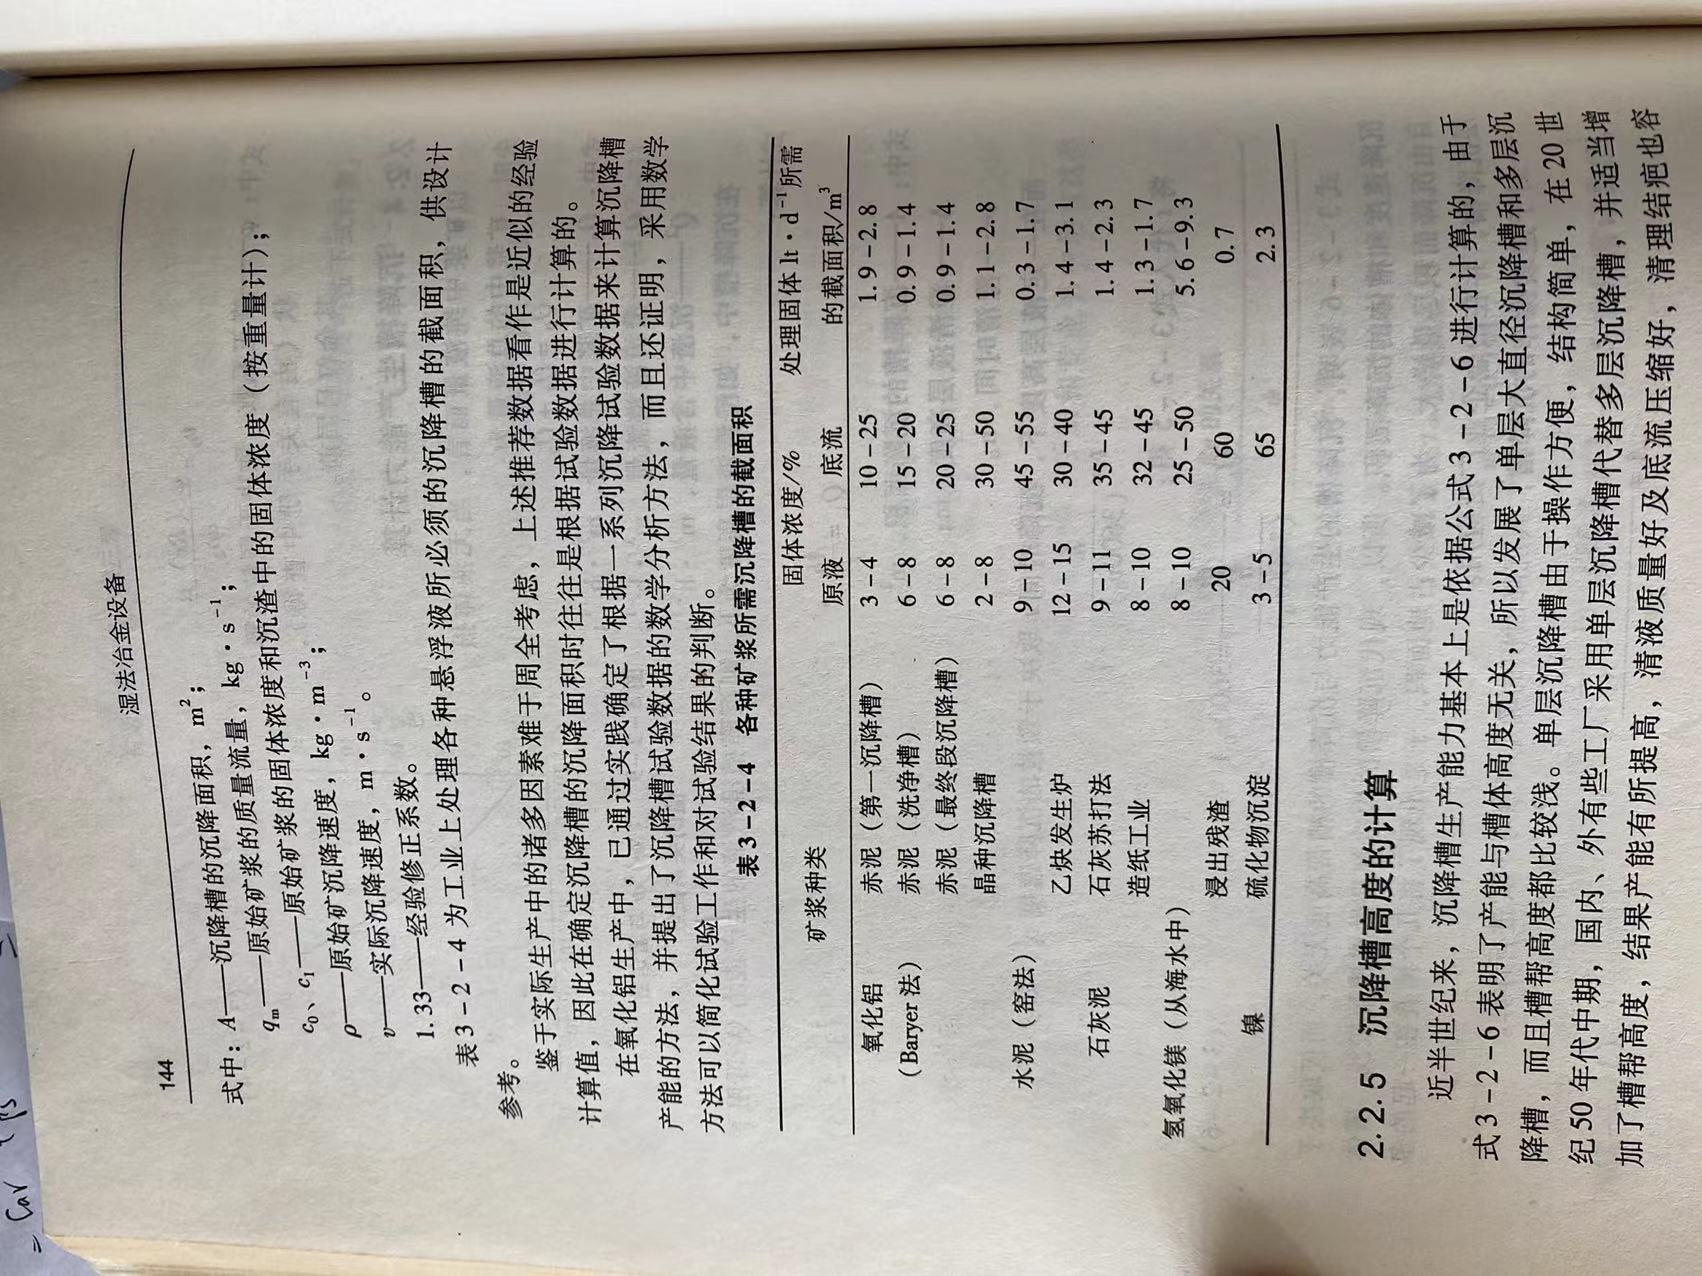 144
湿法冶金设备
式中：A——沉降槽的沉降面积，m²；
qm——原始矿浆的质量流量，kg·s⁻¹；
c₀、c₁——原始矿浆的固体浓度和沉渣中的固体浓度（按重量计）；
ρ——原始矿沉降速度，kg·m⁻³；
v——实际沉降速度，m·s⁻¹。
1.33——经验修正系数。
表3-2-4为工业上处理各种悬浮液所必须的沉降槽的截面积，供设计
参考。
鉴于实际生产中的诸多因素难于周全考虑，上述推荐数据看作是近似的经验
计算值，因此在确定沉降槽的沉降面积时往往是根据试验数据进行计算的。
在氧化铝生产中，已通过实践确定了根据一系列沉降试验数据来计算沉降槽
产能的方法，并提出了沉降槽试验数据的数学分析方法，而且还证明，采用数学
方法可以简化试验工作和对试验结果的判断。
表3-2-4 各种矿浆所需沉降槽的截面积
矿浆种类 固体浓度/% 处理固体1t·d⁻¹所需
原液 底流 的截面积/m³
氧化铝 赤泥（第一沉降槽） 3-4 10-25 1.9-2.8
(Baryer法) 赤泥（洗净槽） 6-8 15-20 0.9-1.4
赤泥（最终段沉降槽） 6-8 20-25 0.9-1.4
晶种沉降槽 2-8 30-50 1.1-2.8
水泥（窑法） 9-10 45-55 0.3-1.7
乙炔发生炉 12-15 30-40 1.4-3.1
石灰泥 石灰苏打法 9-11 35-45 1.4-2.3
造纸工业 8-10 32-45 1.3-1.7
氢氧化镁（从海水中） 8-10 25-50 5.6-9.3
浸出残渣 20 60 0.7
镍 硫化物沉淀 3-5 65 2.3
2.2.5 沉降槽高度的计算
近半世纪来，沉降槽生产能力基本上是依据公式3-2-6进行计算的，由于
式3-2-6表明了产能与槽体高度无关，所以发展了单层大直径沉降槽和多层沉
降槽，而且槽帮高度都比较浅。单层沉降槽由于操作方便，结构简单，在20世
纪50年代中期，国内、外有些工厂采用单层沉降槽代替多层沉降槽，并适当增
加了槽帮高度，结果产能有所提高，清液质量好及底流压缩好，清理结疤也容